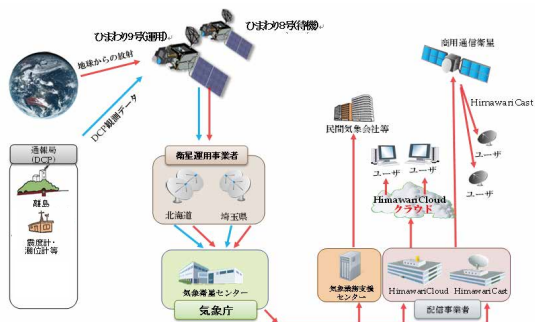 ひまわり9号(運用)
ひまわり8号(待機)
地球からの放射
DCP観測データ
通報局
(DCP)
離島
震度計・
潮位計等
衛星運用事業者
北海道
埼玉県
気象衛星センター
気象庁
商用通信衛星
HimawariCast
民間気象会社等
ユーザ
ユーザ
ユーザ
ユーザ
HimawariCloud
クラウド
気象業務支援
センター
HimawariCloud
HimawariCast
配信事業者